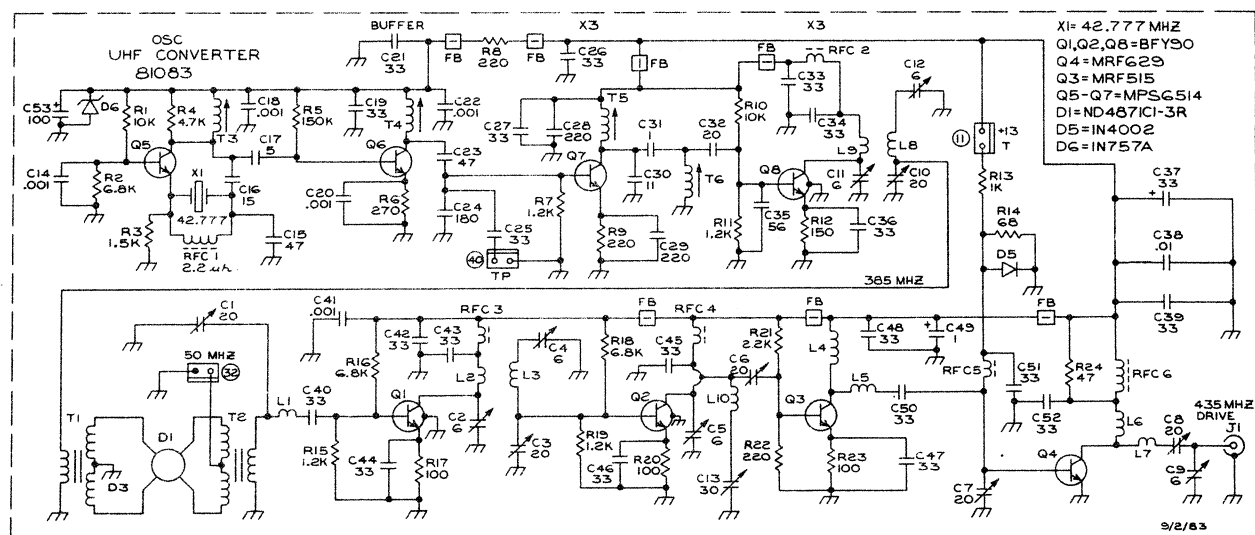 BUFFER
X3
X3
X1= 42.777 MHZ
Q1,Q2,Q8=BFY90
Q4=MRF629
Q3=MRF515
Q5-Q7=MPS6514
D1=ND487IC1-3R
D5=IN4002
D6=IN757A
OSC
UHF CONVERTER
81083
C21
33
FB
R8
220
FB
C26
33
FB
FB
RFC 2
C33
33
C12
6
C53
100
+
D6
R1
10K
R4
4.7K
T3
C18
.001
R5
150K
C19
33
T4
C22
.001
C27
33
C28
220
T5
R10
10K
C34
33
L9
L8
11
+13
T
C14
.001
R2
6.8K
Q5
C17
5
Q6
C23
47
Q7
C31
C32
20
C30
11
T6
Q8
C11
6
C10
20
R13
1K
C37
33
+
X1
42.777
C16
15
C20
.001
R6
270
C24
180
R7
1.2K
R3
1.5K
RFC 1
2.2 uh.
C15
47
C25
33
40
TP
R9
220
C29
220
R11
1.2K
C35
56
R12
150
C36
33
R14
68
D5
C38
.01
C39
33
385 MHZ
C1
20
50 MHZ
32
C41
.001
C42
33
C43
33
RFC 3
R16
6.8K
L2
L3
C4
6
R18
6.8K
FB
C45
33
RFC 4
C6
20
R21
2.2K
FB
L4
C48
33
+
C49
1
FB
RFC5
C51
33
R24
47
RFC 6
T1
D1
T2
D3
L1
C40
33
Q1
C2
6
C3
20
Q2
C5
6
L10
Q3
L5
C50
33
C52
33
L6
C8
20
435 MHZ
DRIVE
J1
R15
1.2K
C44
33
R17
100
R19
1.2K
C46
33
R20
100
C13
30
R22
220
R23
100
C47
33
C7
20
Q4
L7
C9
6
9/2/83